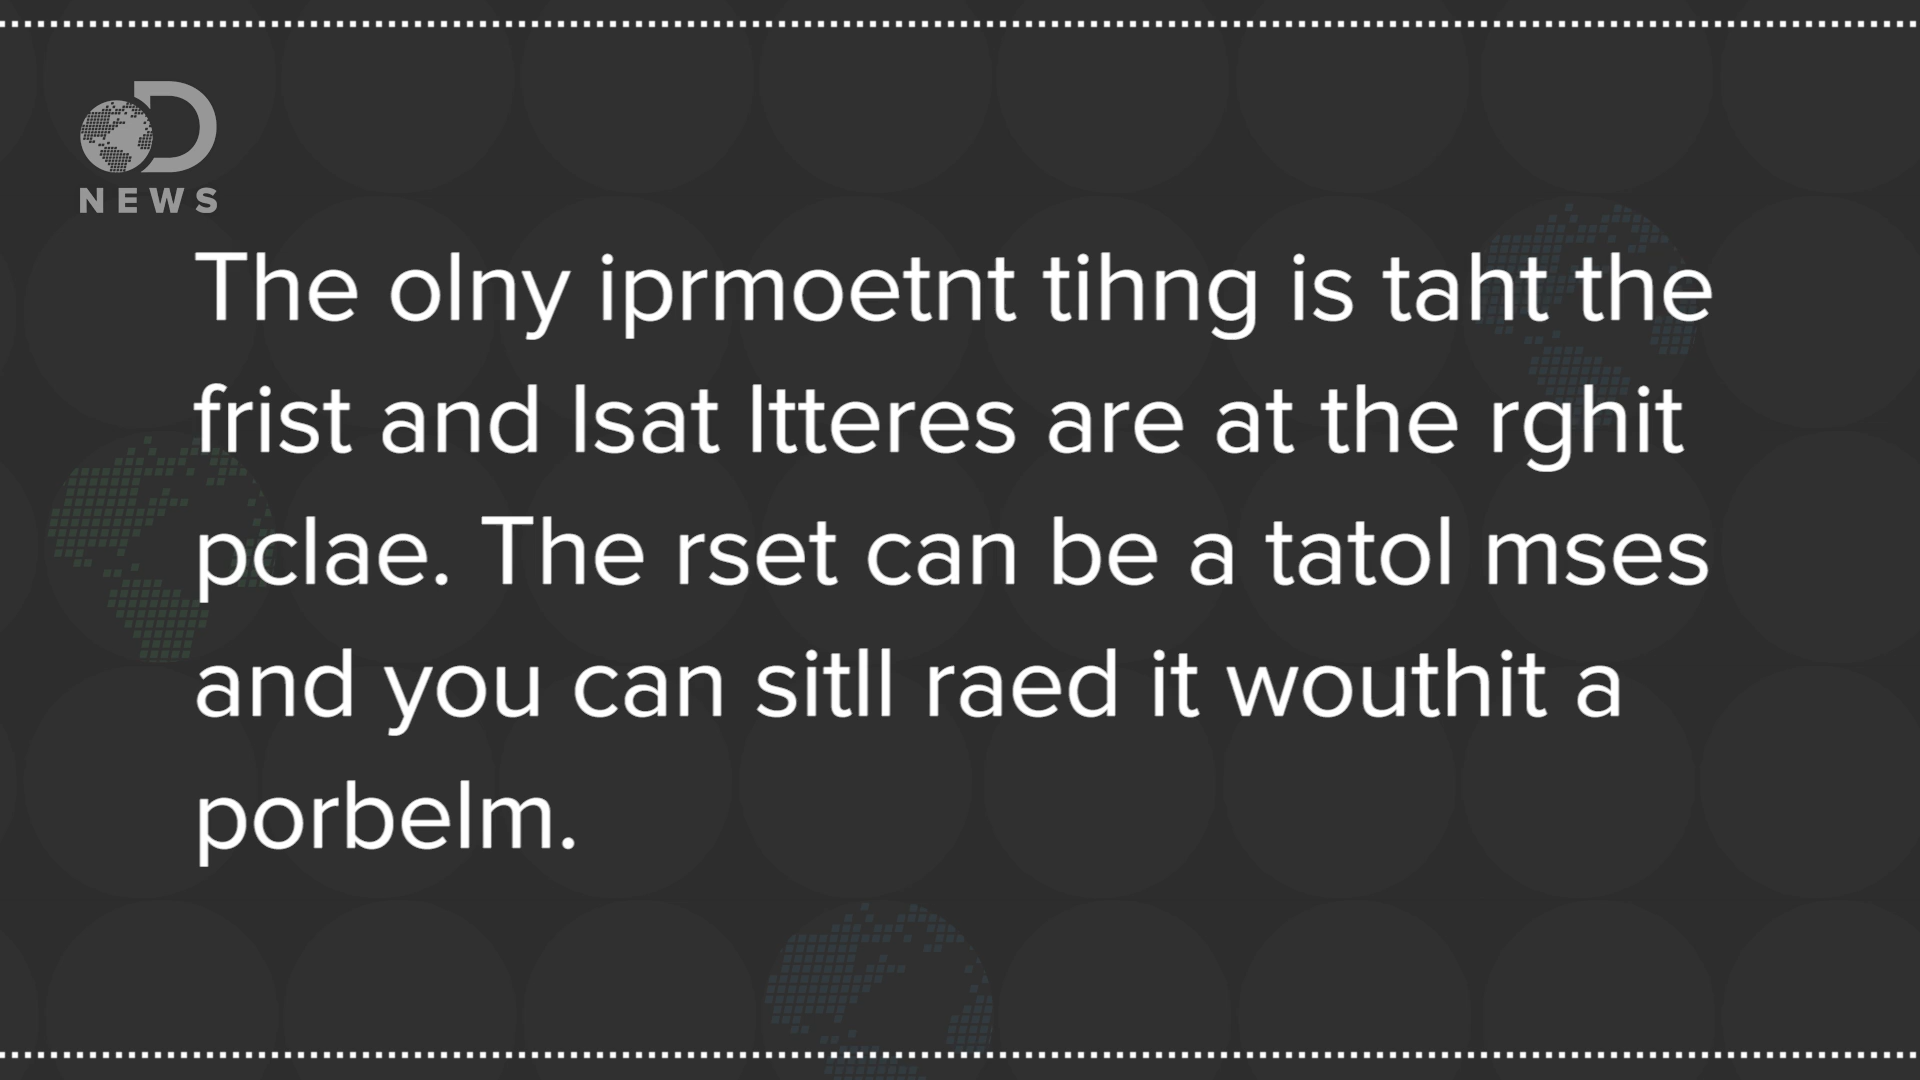 NEWS
The olny iprmoetnt tihng is taht the
frist and lsat ltteres are at the rghit
pclae. The rset can be a tatol mses
and you can sitll raed it wouthit a
porbelm.